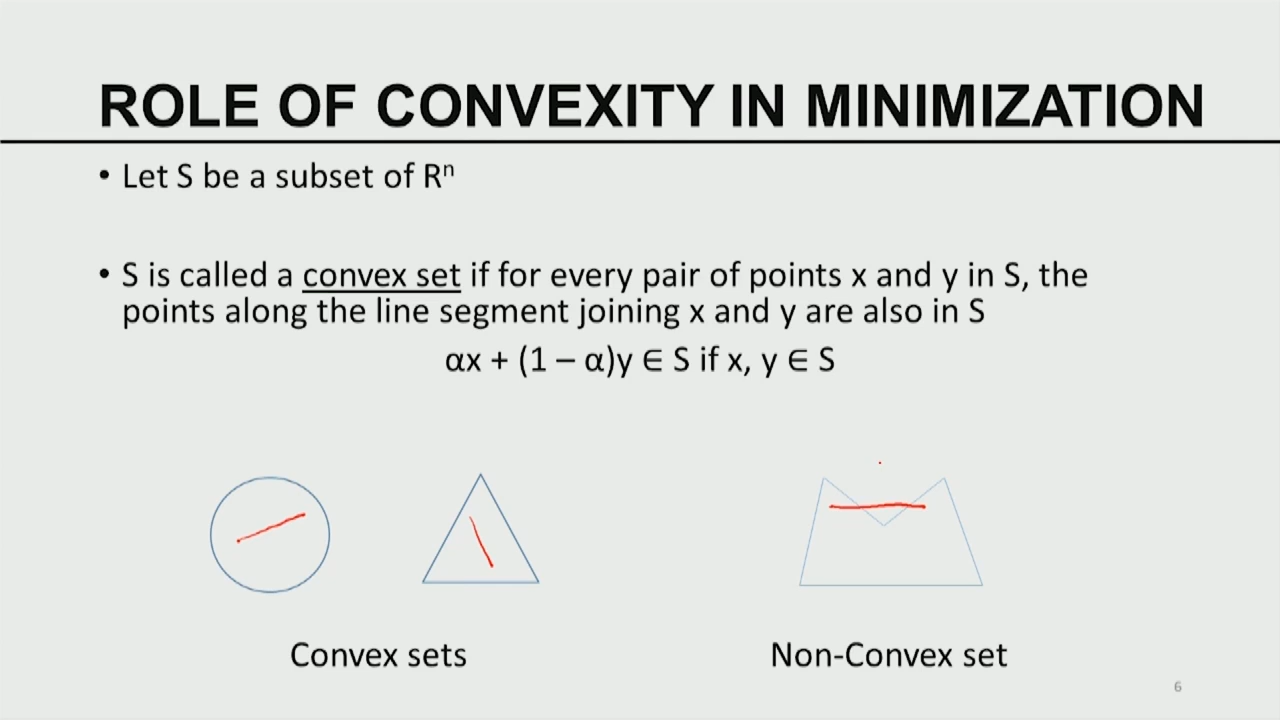 ROLE OF CONVEXITY IN MINIMIZATION
• Let S be a subset of Rⁿ
• S is called a convex set if for every pair of points x and y in S, the
points along the line segment joining x and y are also in S
αx + (1 – α)y ∈ S if x, y ∈ S
Convex sets
Non-Convex set
6